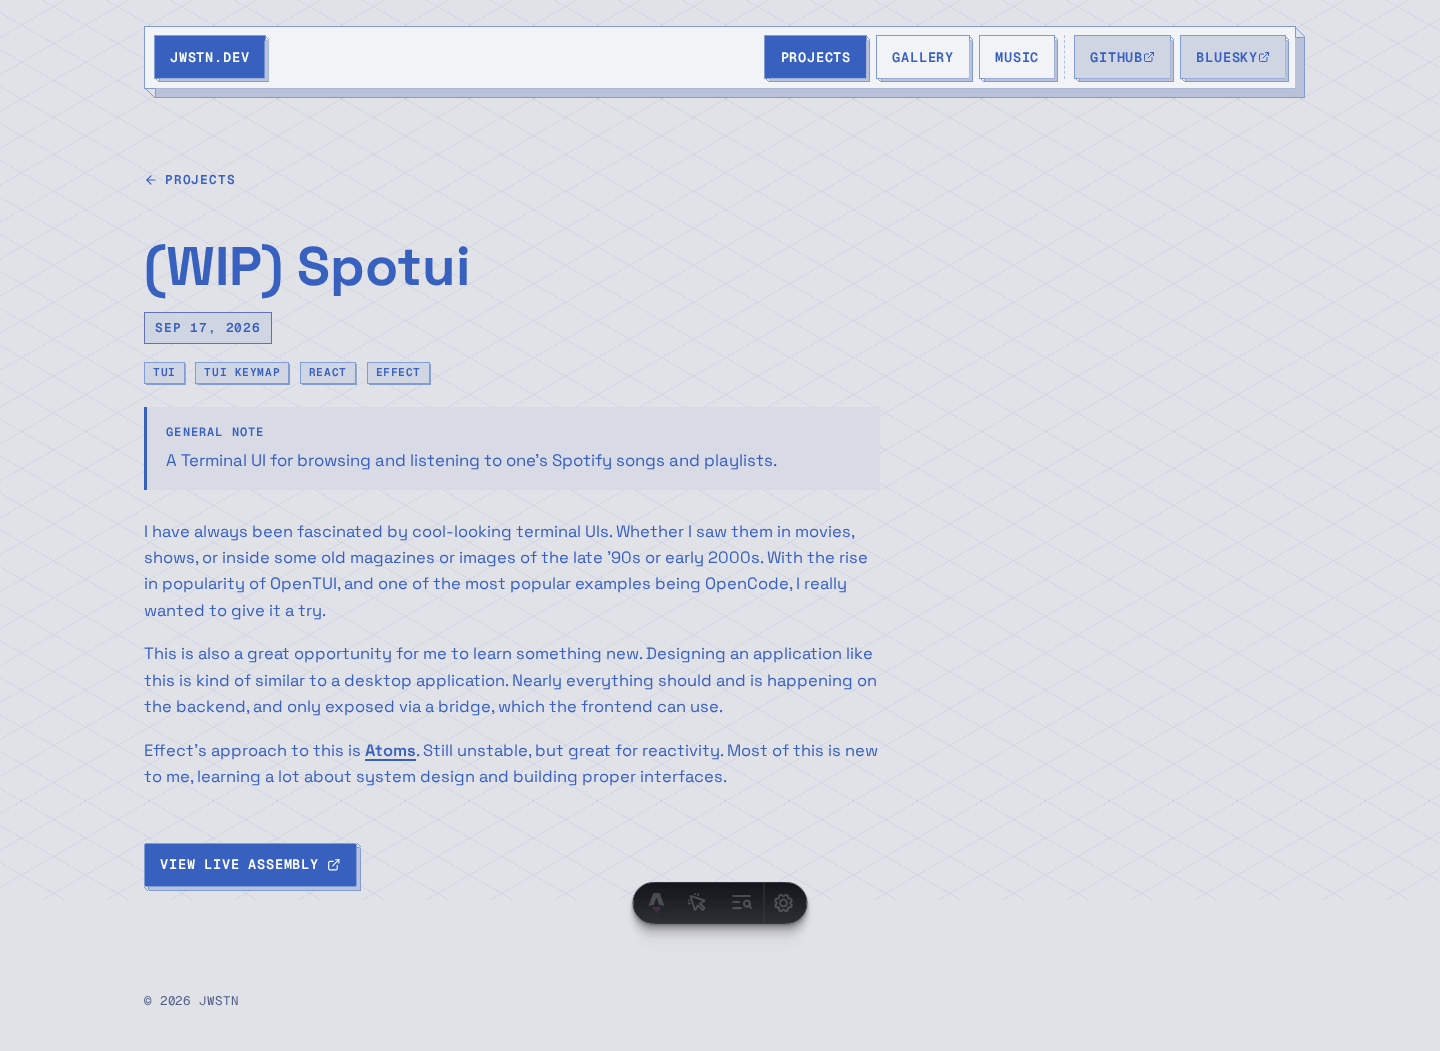 JWSTN.DEV
PROJECTS
GALLERY
MUSIC
GITHUB
BLUESKY
← PROJECTS
(WIP) Spotui
SEP 17, 2026
TUI
TUI KEYMAP
REACT
EFFECT
GENERAL NOTE
A Terminal UI for browsing and listening to one’s Spotify songs and playlists.
I have always been fascinated by cool-looking terminal UIs. Whether I saw them in movies,
shows, or inside some old magazines or images of the late ’90s or early 2000s. With the rise
in popularity of OpenTUI, and one of the most popular examples being OpenCode, I really
wanted to give it a try.
This is also a great opportunity for me to learn something new. Designing an application like
this is kind of similar to a desktop application. Nearly everything should and is happening on
the backend, and only exposed via a bridge, which the frontend can use.
Effect’s approach to this is Atoms. Still unstable, but great for reactivity. Most of this is new
to me, learning a lot about system design and building proper interfaces.
VIEW LIVE ASSEMBLY
© 2026 JWSTN